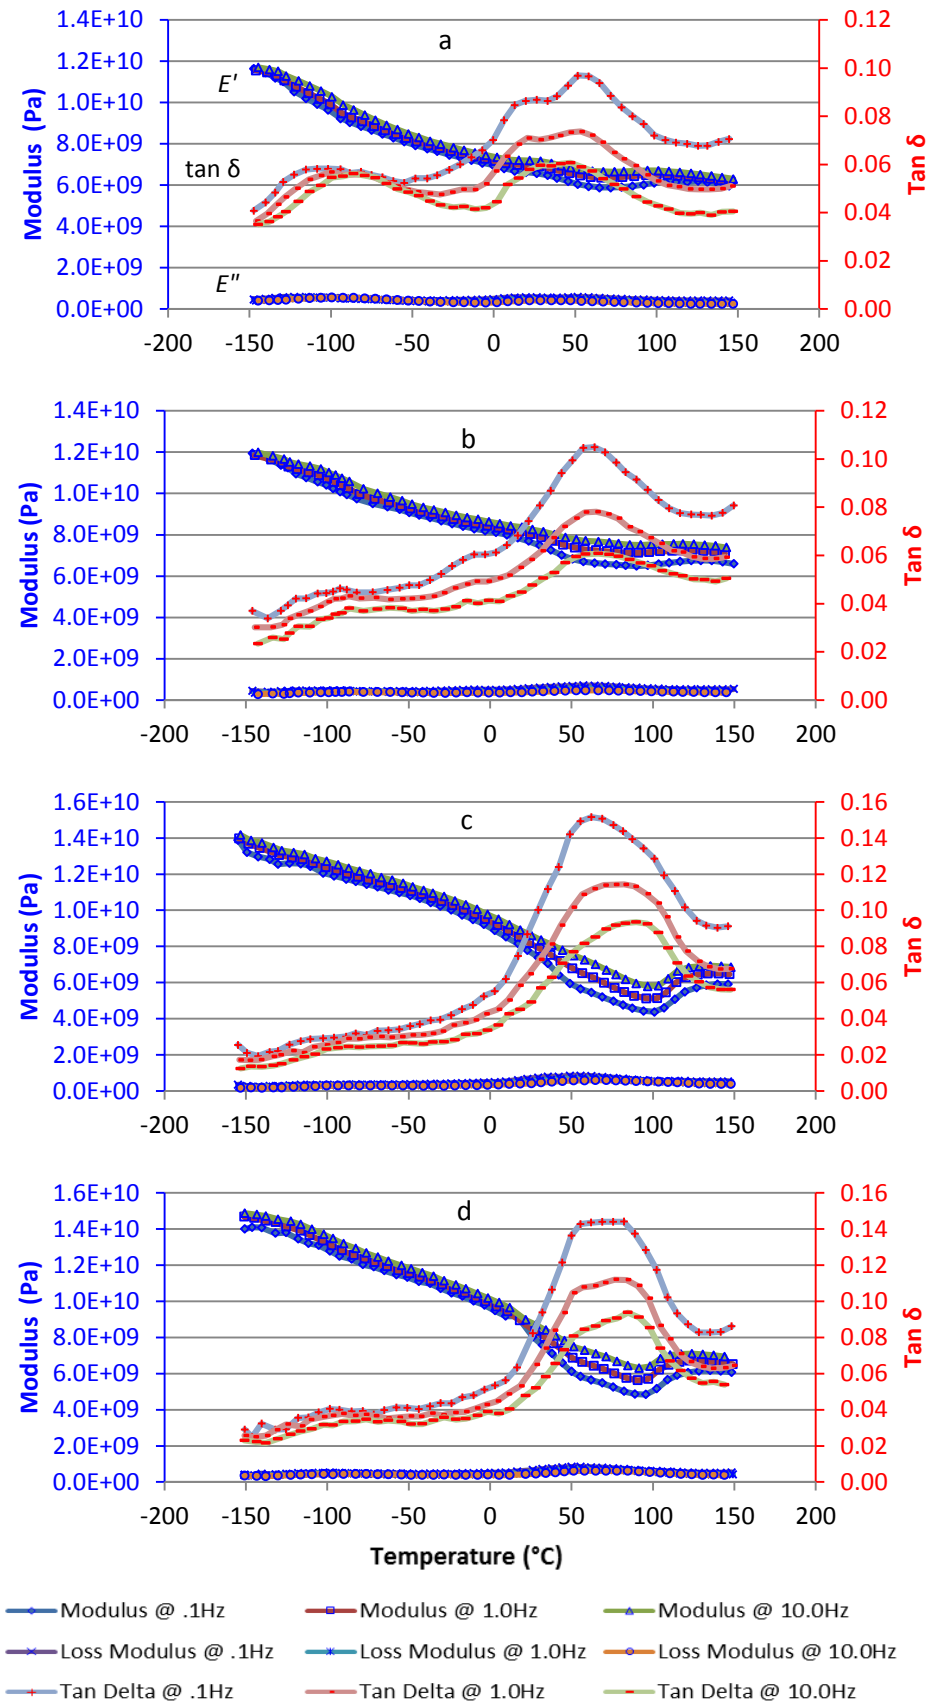 a
1.4E+10
1.2E+10
1.0E+10
8.0E+09
6.0E+09
4.0E+09
2.0E+09
0.0E+00
Modulus (Pa)
E'
tan δ
E"
0.12
0.10
0.08
0.06
0.04
0.02
0.00
Tan δ
-200 -150 -100 -50 0 50 100 150 200
b
1.4E+10
1.2E+10
1.0E+10
8.0E+09
6.0E+09
4.0E+09
2.0E+09
0.0E+00
Modulus (Pa)
0.12
0.10
0.08
0.06
0.04
0.02
0.00
Tan δ
-200 -150 -100 -50 0 50 100 150 200
c
1.6E+10
1.4E+10
1.2E+10
1.0E+10
8.0E+09
6.0E+09
4.0E+09
2.0E+09
0.0E+00
Modulus (Pa)
0.16
0.14
0.12
0.10
0.08
0.06
0.04
0.02
0.00
Tan δ
-200 -150 -100 -50 0 50 100 150 200
d
1.6E+10
1.4E+10
1.2E+10
1.0E+10
8.0E+09
6.0E+09
4.0E+09
2.0E+09
0.0E+00
Modulus (Pa)
0.16
0.14
0.12
0.10
0.08
0.06
0.04
0.02
0.00
Tan δ
-200 -150 -100 -50 0 50 100 150 200
Temperature (°C)
Modulus @ .1Hz Modulus @ 1.0Hz Modulus @ 10.0Hz
Loss Modulus @ .1Hz Loss Modulus @ 1.0Hz Loss Modulus @ 10.0Hz
Tan Delta @ .1Hz Tan Delta @ 1.0Hz Tan Delta @ 10.0Hz